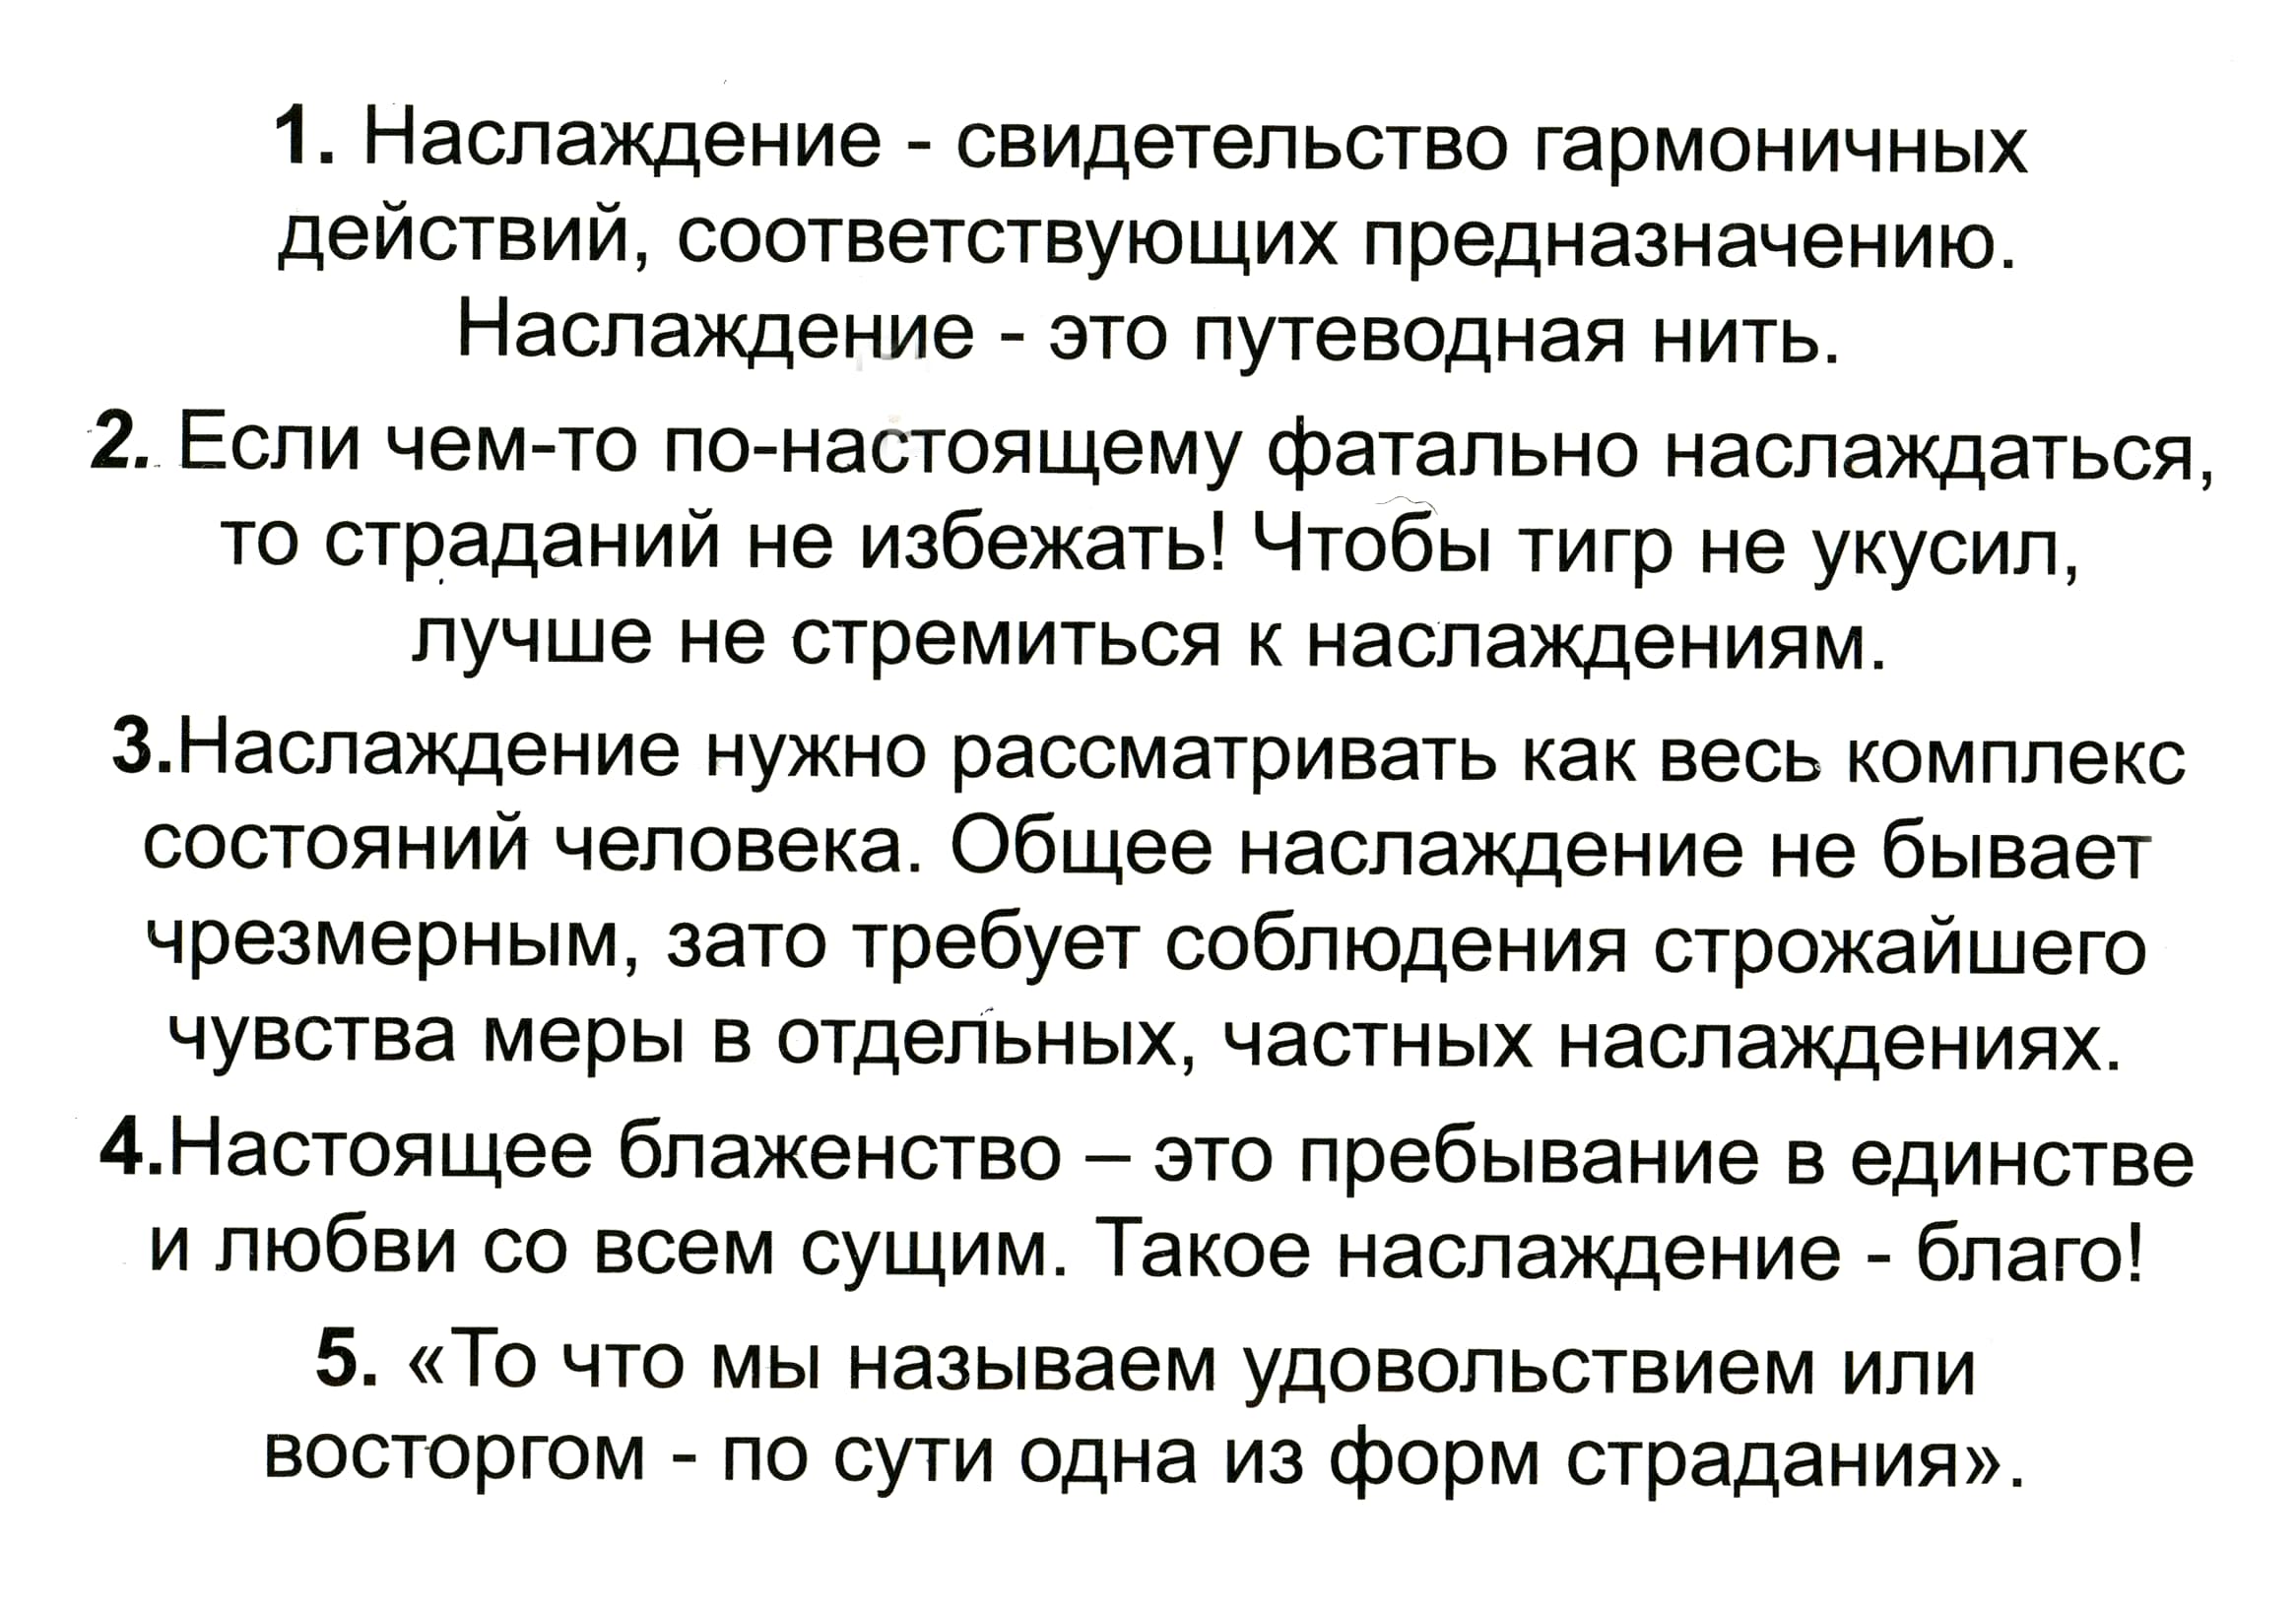 1. Наслаждение - свидетельство гармоничных
действий, соответствующих предназначению.
Наслаждение - это путеводная нить.
2. Если чем-то по-настоящему фатально наслаждаться,
то страданий не избежать! Чтобы тигр не укусил,
лучше не стремиться к наслаждениям.
3.Наслаждение нужно рассматривать как весь комплекс
состояний человека. Общее наслаждение не бывает
чрезмерным, зато требует соблюдения строжайшего
чувства меры в отдельных, частных наслаждениях.
4.Настоящее блаженство – это пребывание в единстве
и любви со всем сущим. Такое наслаждение - благо!
5. «То что мы называем удовольствием или
восторгом - по сути одна из форм страдания».